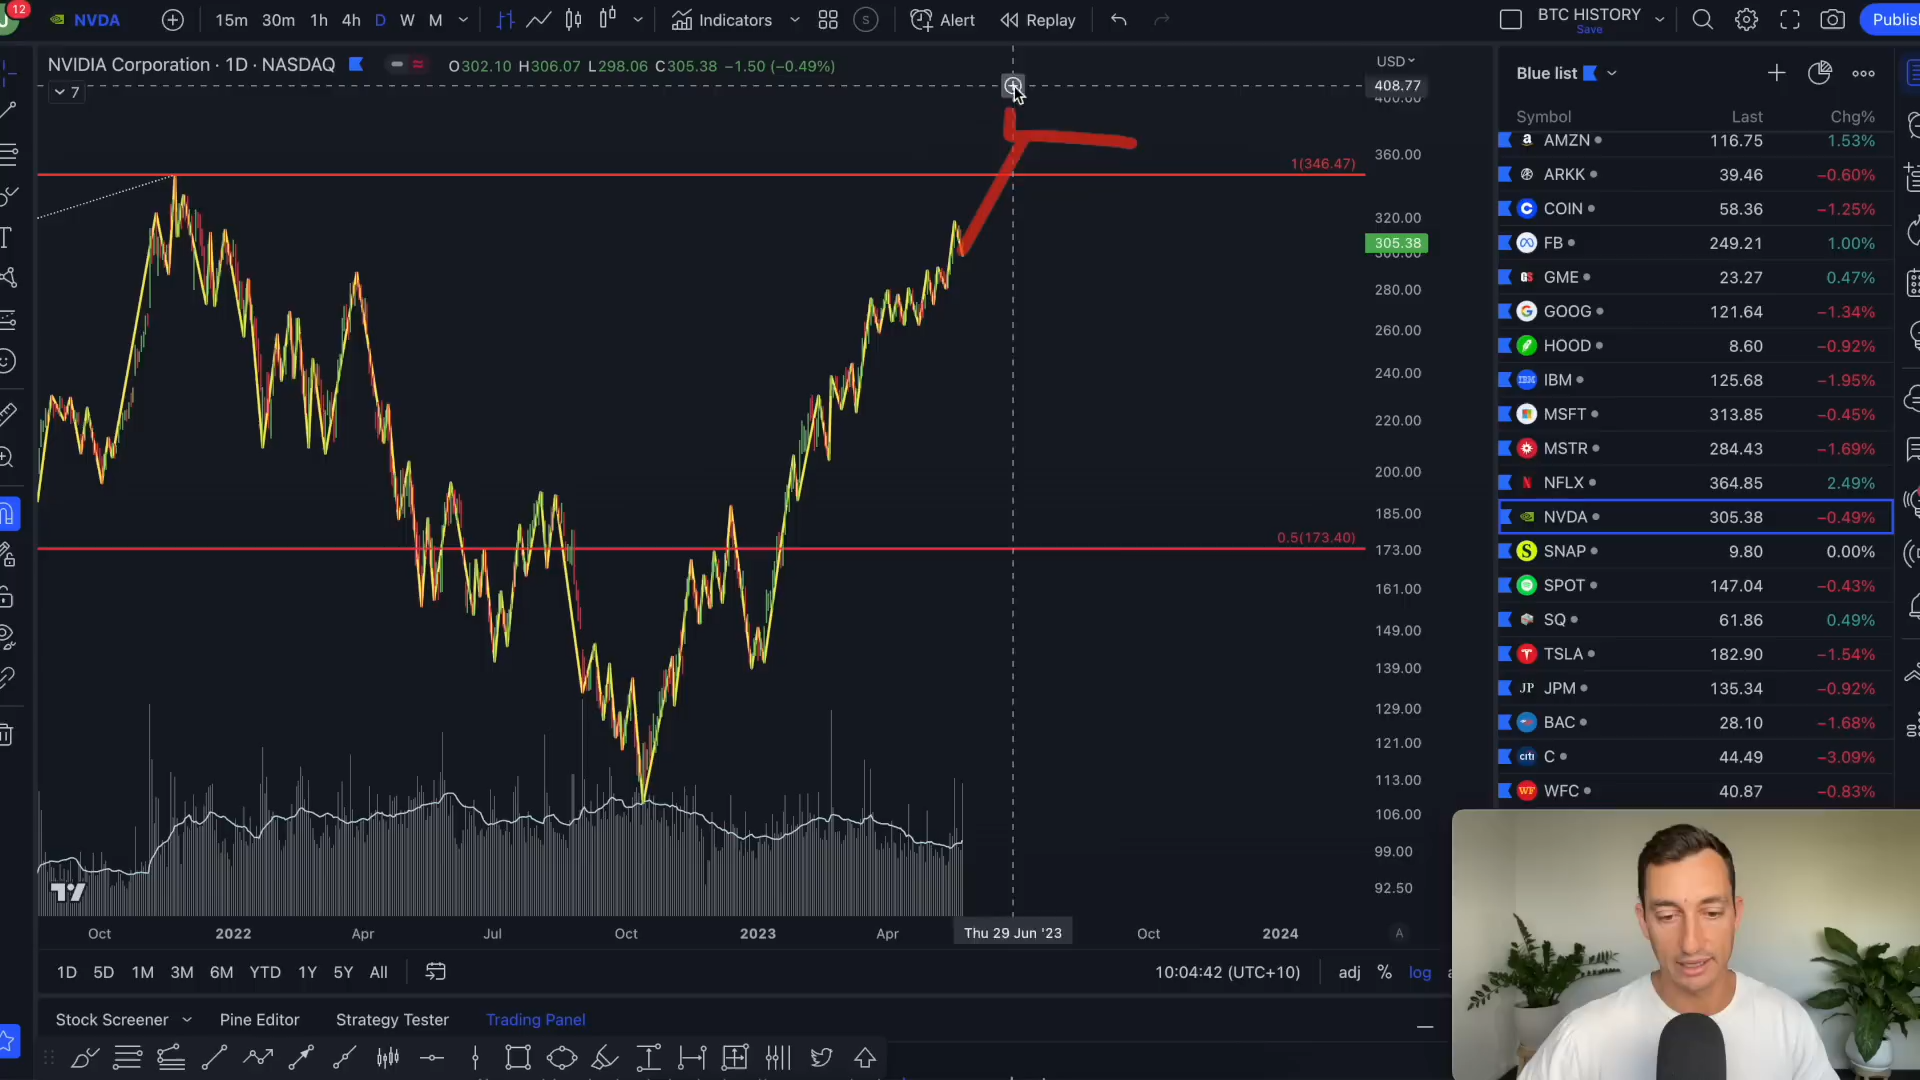 12
NVDA
15m 30m 1h 4h D W M
Indicators
S
Alert
Replay
BTC HISTORY
Save
Publish
NVIDIA Corporation · 1D · NASDAQ
O302.10 H306.07 L298.06 C305.38 −1.50 (−0.49%)
7
USD
408.77
400.00
360.00
320.00
305.38
300.00
280.00
260.00
240.00
220.00
200.00
185.00
173.00
161.00
149.00
139.00
129.00
121.00
113.00
106.00
99.00
92.50
1(346.47)
0.5(173.40)
Oct 2022 Apr Jul Oct 2023 Apr Thu 29 Jun '23 Oct 2024 A
1D 5D 1M 3M 6M YTD 1Y 5Y All
10:04:42 (UTC+10)
adj % log a
Stock Screener Pine Editor Strategy Tester Trading Panel
Blue list
Symbol Last Chg%
AMZN 116.75 1.53%
ARKK 39.46 −0.60%
COIN 58.36 −1.25%
FB 249.21 1.00%
GME 23.27 0.47%
GOOG 121.64 −1.34%
HOOD 8.60 −0.92%
IBM 125.68 −1.95%
MSFT 313.85 −0.45%
MSTR 284.43 −1.69%
NFLX 364.85 2.49%
NVDA 305.38 −0.49%
SNAP 9.80 0.00%
SPOT 147.04 −0.43%
SQ 61.86 0.49%
TSLA 182.90 −1.54%
JP JPM 135.34 −0.92%
BAC 28.10 −1.68%
citi C 44.49 −3.09%
WF WFC 40.87 −0.83%